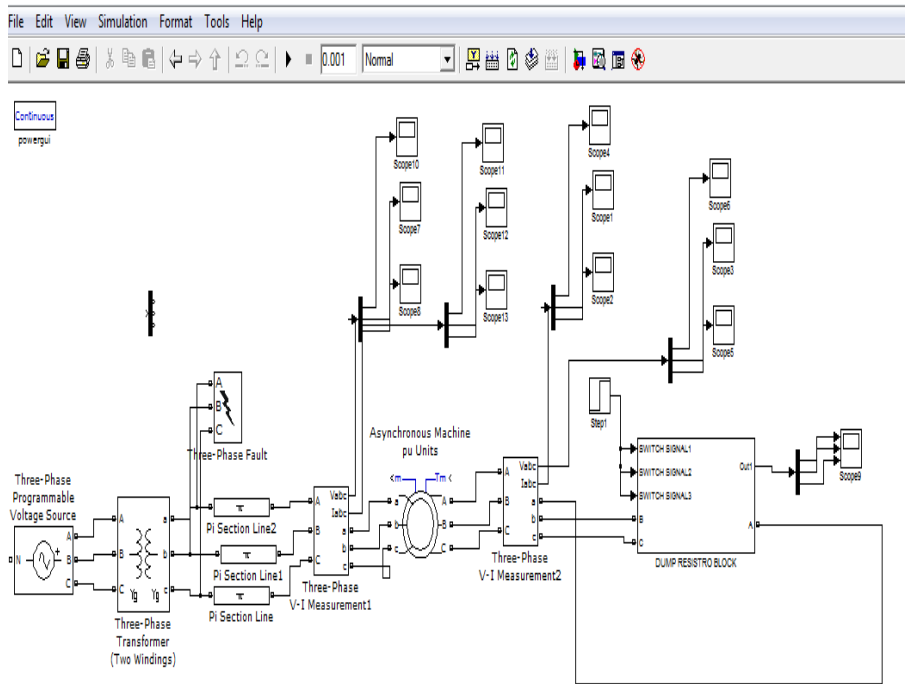 File Edit View Simulation Format Tools Help
0.001 Normal
Continuous
powergui
Scope10
Scope7
Scope8
Scope11
Scope12
Scope13
Scope4
Scope1
Scope2
Scope6
Scope3
Scope5
A
B
C
Three-Phase Fault
Three-Phase
Programmable
Voltage Source
N
A
B
C
A
B
C
a
b
c
Yg Yg
Three-Phase
Transformer
(Two Windings)
Pi Section Line2
Pi Section Line1
Pi Section Line
A
B
C
Vabc
Iabc
a
b
c
Three-Phase
V-I Measurement1
Asynchronous Machine
pu Units
<m Tm <
a
b
c
A
B
C
A
B
C
Vabc
Iabc
a
b
c
Three-Phase
V-I Measurement2
Step1
SWITCH SIGNAL1
SWITCH SIGNAL2
SWITCH SIGNAL3
B
C
Out1
A
DUMP RESISTRO BLOCK
Scope9